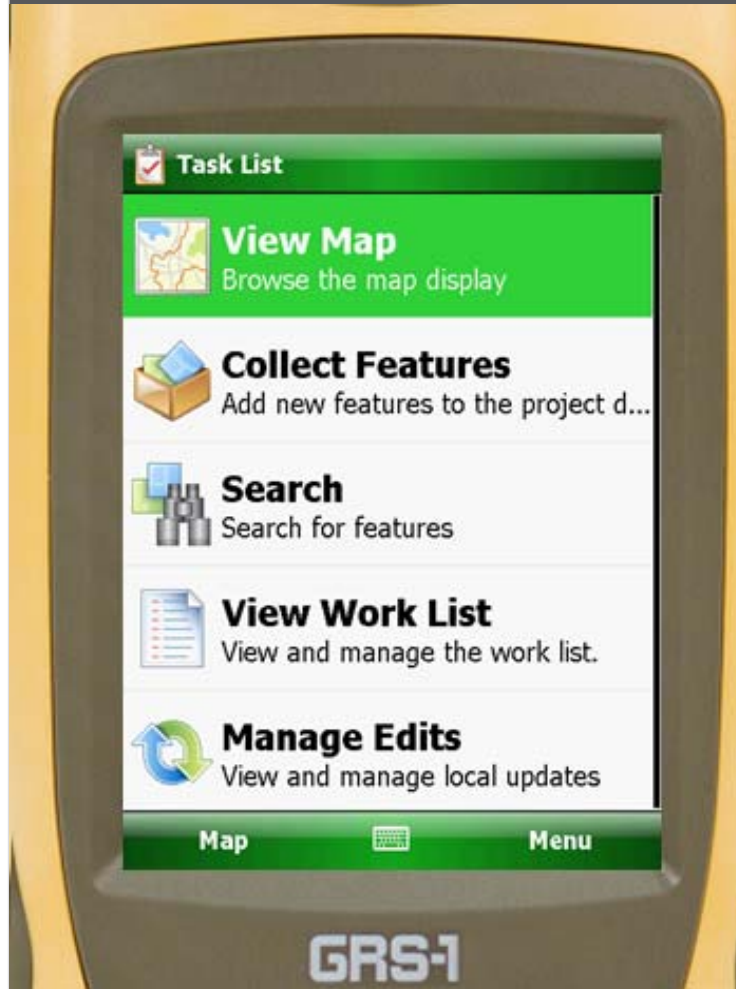 Task List
View Map
Browse the map display
Collect Features
Add new features to the project d...
Search
Search for features
View Work List
View and manage the work list.
Manage Edits
View and manage local updates
Map Menu
GRS-1